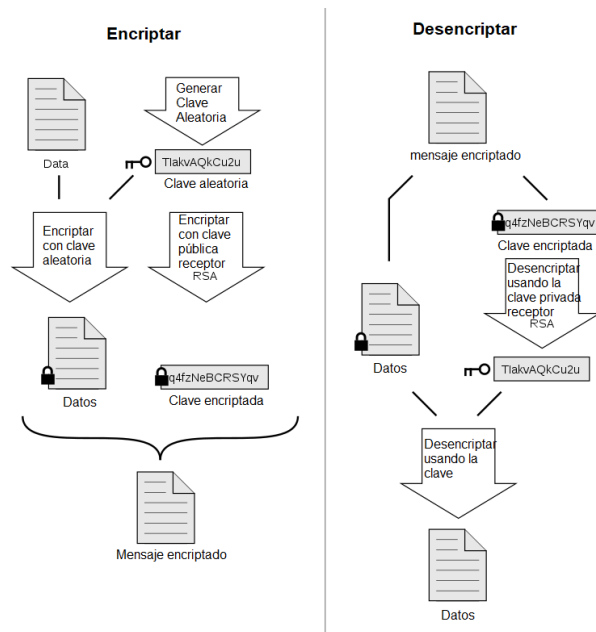 Encriptar
Generar
Clave
Aleatoria
Data
TIakvAQkCu2u
Clave aleatoria
Encriptar
con clave
aleatoria
Encriptar
con clave
pública
receptor
RSA
Datos
q4fzNeBCRSYqv
Clave encriptada
Mensaje encriptado
Desencriptar
mensaje encriptado
q4fzNeBCRSYqv
Clave encriptada
Desencriptar
usando la
clave privada
receptor
RSA
Datos
TIakvAQkCu2u
Desencriptar
usando la
clave
Datos